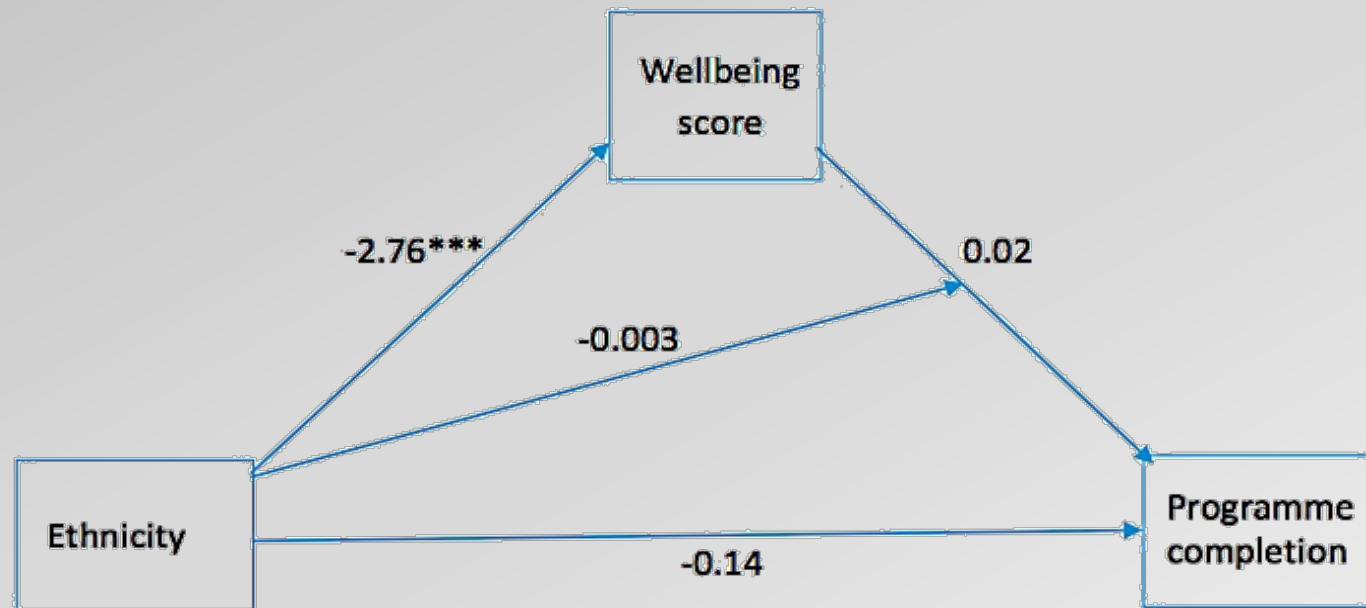 Wellbeing
score
-2.76***
0.02
-0.003
Ethnicity
Programme
completion
-0.14